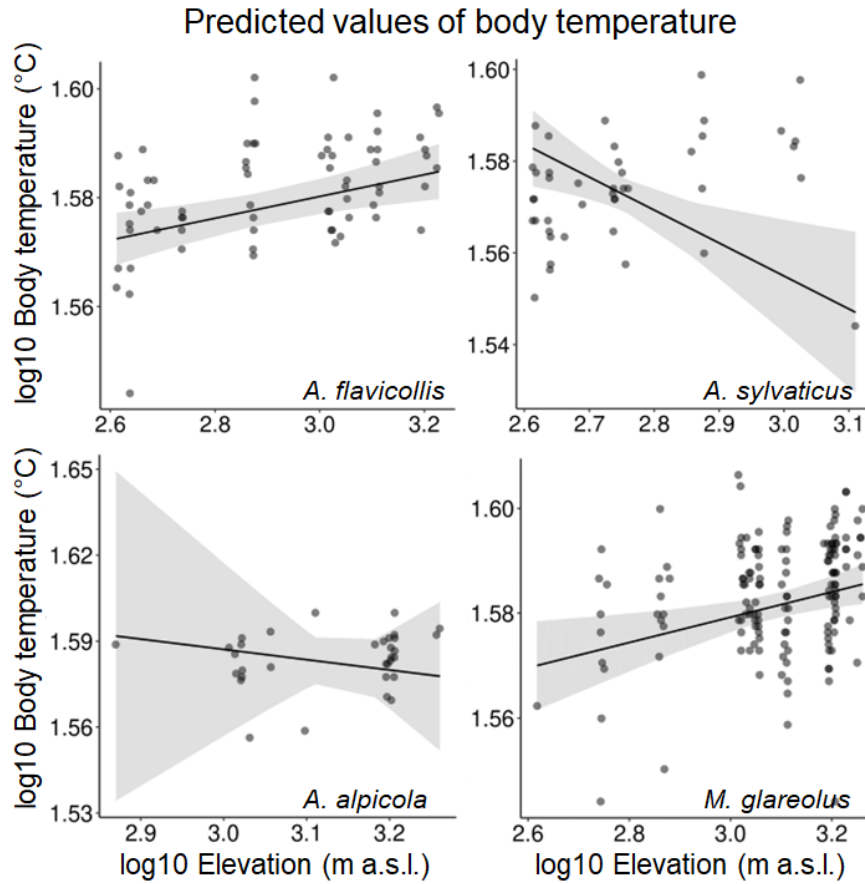 Predicted values of body temperature
log10 Body temperature (°C)
1.60
1.58
1.56
A. flavicollis
2.6 2.8 3.0 3.2
1.60
1.58
1.56
1.54
A. sylvaticus
2.6 2.7 2.8 2.9 3.0 3.1
log10 Body temperature (°C)
1.65
1.62
1.59
1.56
1.53
A. alpicola
2.9 3.0 3.1 3.2
log10 Elevation (m a.s.l.)
1.60
1.58
1.56
M. glareolus
2.6 2.8 3.0 3.2
log10 Elevation (m a.s.l.)